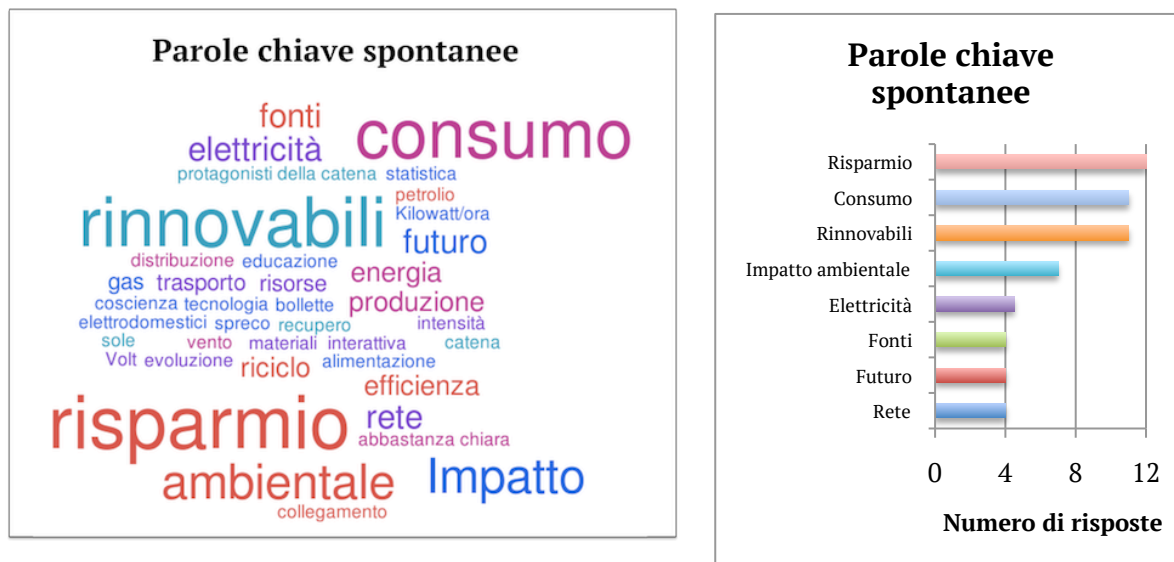 Parole chiave spontanee
fonti
consumo
elettricità
protagonisti della catena statistica
petrolio
rinnovabili
Kilowatt/ora
futuro
distribuzione educazione
energia
gas trasporto risorse
coscienza tecnologia bollette
produzione
elettrodomestici spreco recupero intensità
sole vento materiali interattiva catena
Volt evoluzione riciclo alimentazione
efficienza
risparmio
rete
abbastanza chiara
ambientale
Impatto
collegamento
Parole chiave
spontanee
Risparmio
Consumo
Rinnovabili
Impatto ambientale
Elettricità
Fonti
Futuro
Rete
0 4 8 12
Numero di risposte